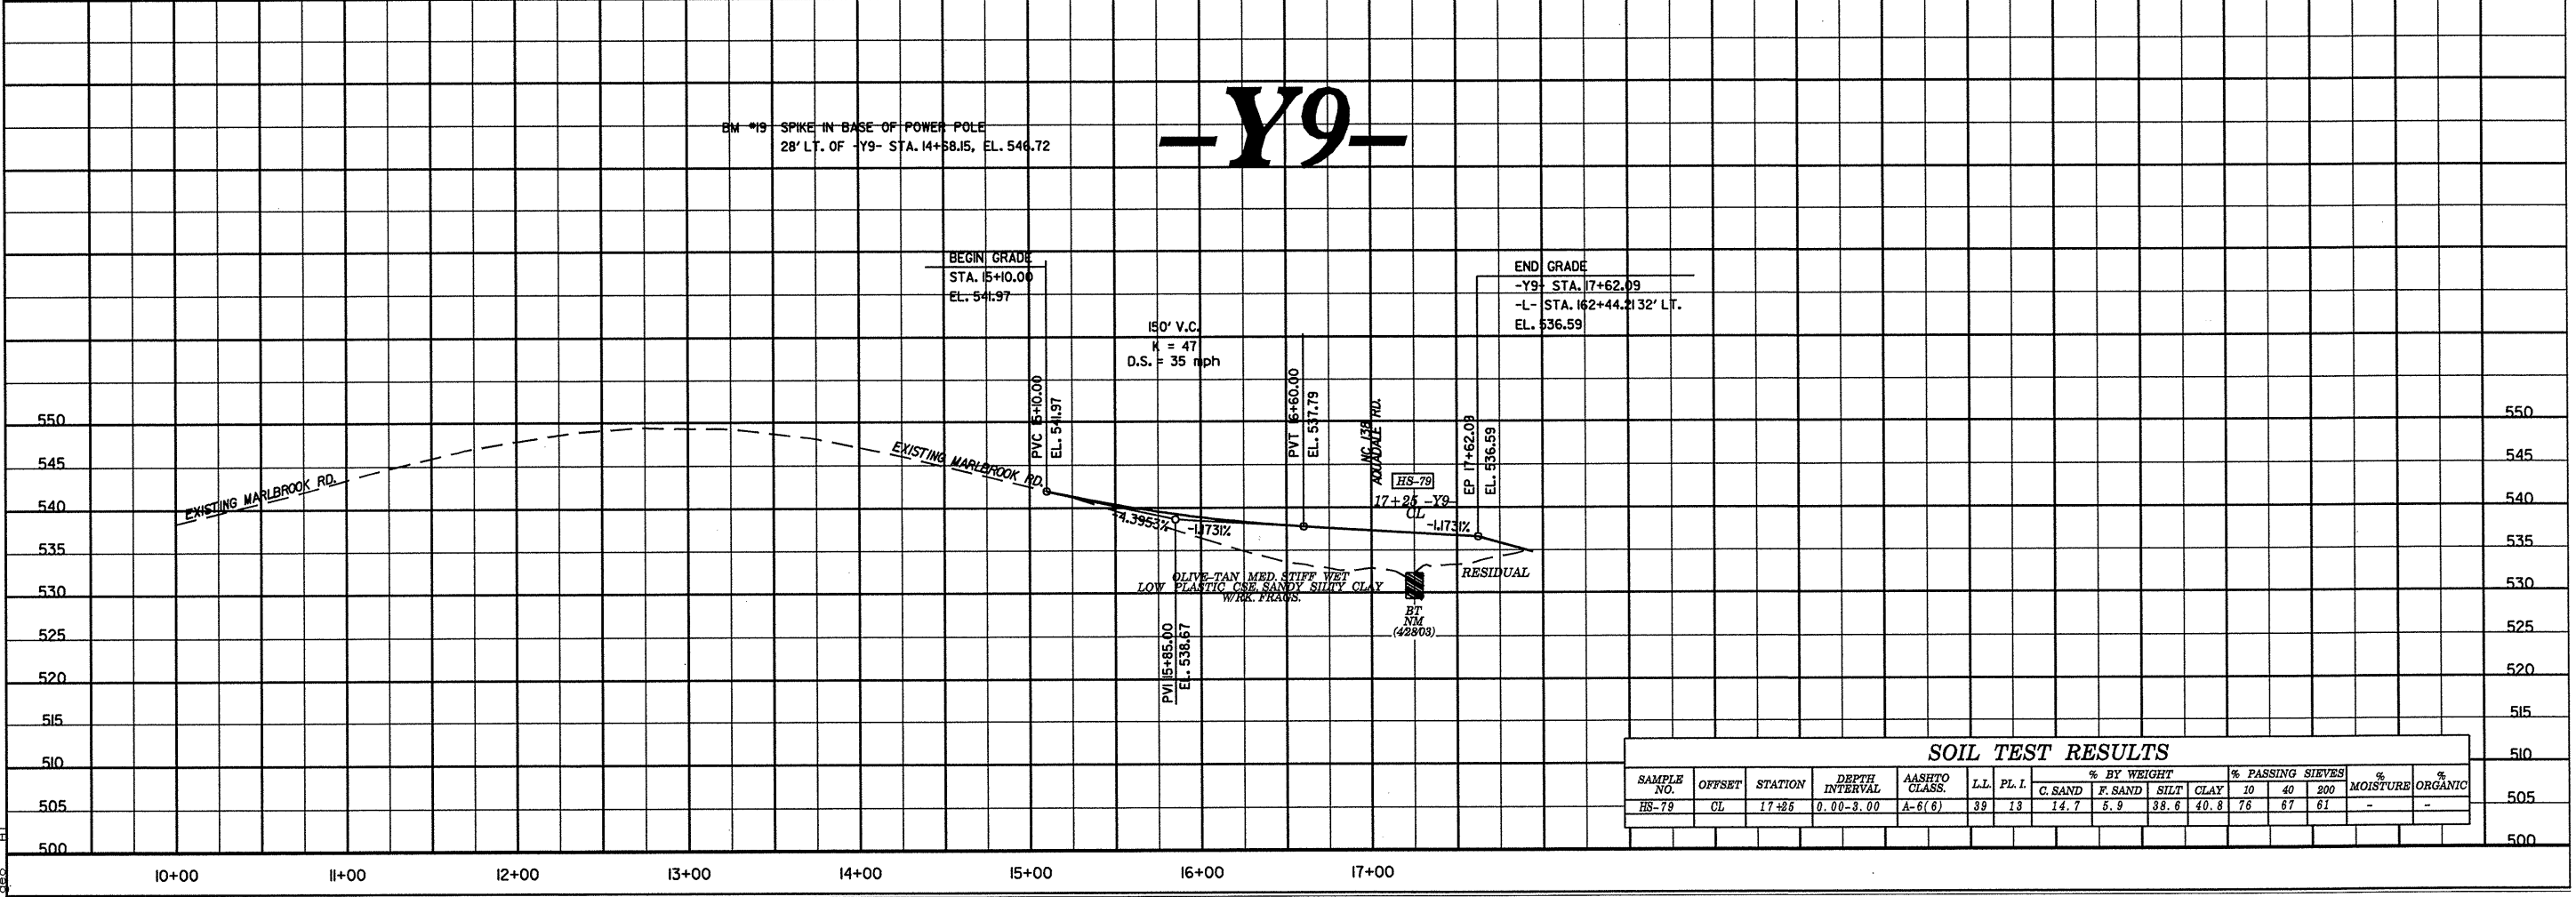 -Y9-
BM #19 SPIKE IN BASE OF POWER POLE
28' LT. OF -Y9- STA. 14+58.15, EL. 546.72
BEGIN GRADE
STA. 15+10.00
EL. 541.97
END GRADE
-Y9- STA. 17+62.09
-L- STA. 162+44.21 32' LT.
EL. 536.59
150' V.C.
K = 47
D.S. = 35 mph
PVC 15+10.00
EL. 541.97
PVT 16+60.00
EL. 537.79
NC 138
AQUADALE RD.
EP 17+62.09
EL. 536.59
HS-79
17+25 -Y9-
CL
EXISTING MARLBROOK RD.
EXISTING MARLBROOK RD.
-4.3953%
-1.1731%
-1.1731%
OLIVE-TAN MED. STIFF WET
LOW PLASTIC CSE. SANDY SILTY CLAY
W/RK. FRAGS.
RESIDUAL
BT
NM
(4/28/03)
PVI 15+85.00
EL. 538.67
550 550
545 545
540 540
535 535
530 530
525 525
520 520
515 515
510 510
505 505
500 500
SOIL TEST RESULTS
SAMPLE NO. OFFSET STATION DEPTH INTERVAL AASHTO CLASS. L.L. PL. I. % BY WEIGHT % PASSING SIEVES % MOISTURE % ORGANIC
C. SAND F. SAND SILT CLAY 10 40 200
HS-79 CL 17+25 0.00-3.00 A-6(6) 39 13 14.7 5.9 38.6 40.8 76 67 61 - -
10+00 11+00 12+00 13+00 14+00 15+00 16+00 17+00